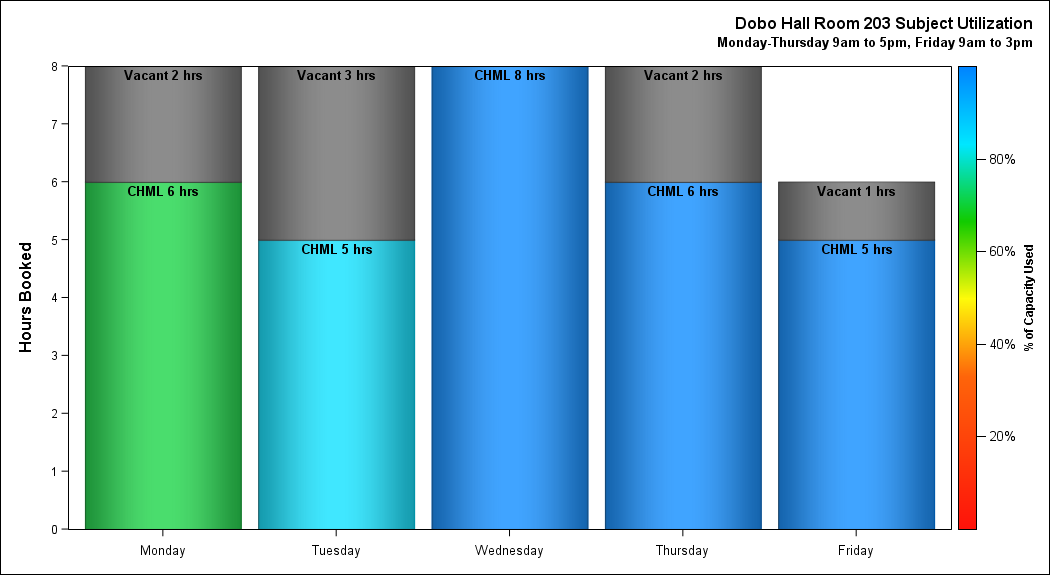 Dobo Hall Room 203 Subject Utilization
Monday-Thursday 9am to 5pm, Friday 9am to 3pm
Hours Booked
8
7
6
5
4
3
2
1
0
Vacant 2 hrs
CHML 6 hrs
Vacant 3 hrs
CHML 5 hrs
CHML 8 hrs
Vacant 2 hrs
CHML 6 hrs
Vacant 1 hrs
CHML 5 hrs
Monday
Tuesday
Wednesday
Thursday
Friday
80%
60%
40%
20%
% of Capacity Used